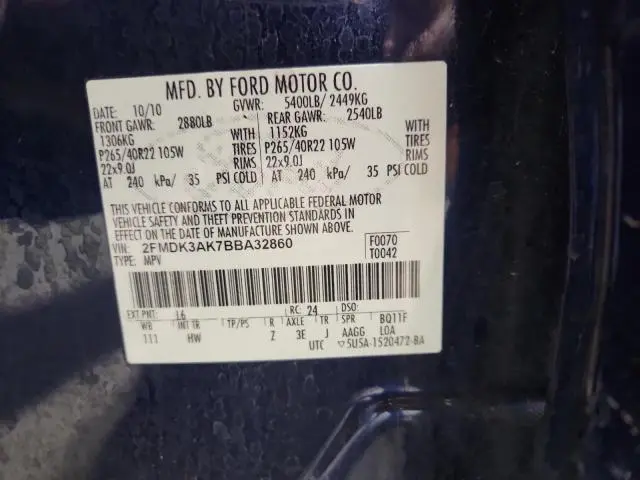 MFD. BY FORD MOTOR CO.
DATE: 10/10 GVWR: 5400LB/ 2449KG
FRONT GAWR: 2880LB REAR GAWR: 2540LB
1306KG WITH 1152KG WITH
P265/40R22 105W TIRES P265/40R22 105W TIRES
22x9.0J RIMS 22x9.0J RIMS
AT 240 kPa/ 35 PSI COLD AT 240 kPa/ 35 PSI COLD
THIS VEHICLE CONFORMS TO ALL APPLICABLE FEDERAL MOTOR
VEHICLE SAFETY AND THEFT PREVENTION STANDARDS IN
EFFECT ON THE DATE OF MANUFACTURE SHOWN ABOVE.
VIN: 2FMDK3AK7BBA32860 F0070
TYPE: MPV T0042
EXT PNT: L6 RC: 24 DSO:
WB INT TR TP/PS R AXLE TR SPR BQ11F
111 HW Z 3E J AAGG LOA
UTC ▽5U5A-1520472-BA